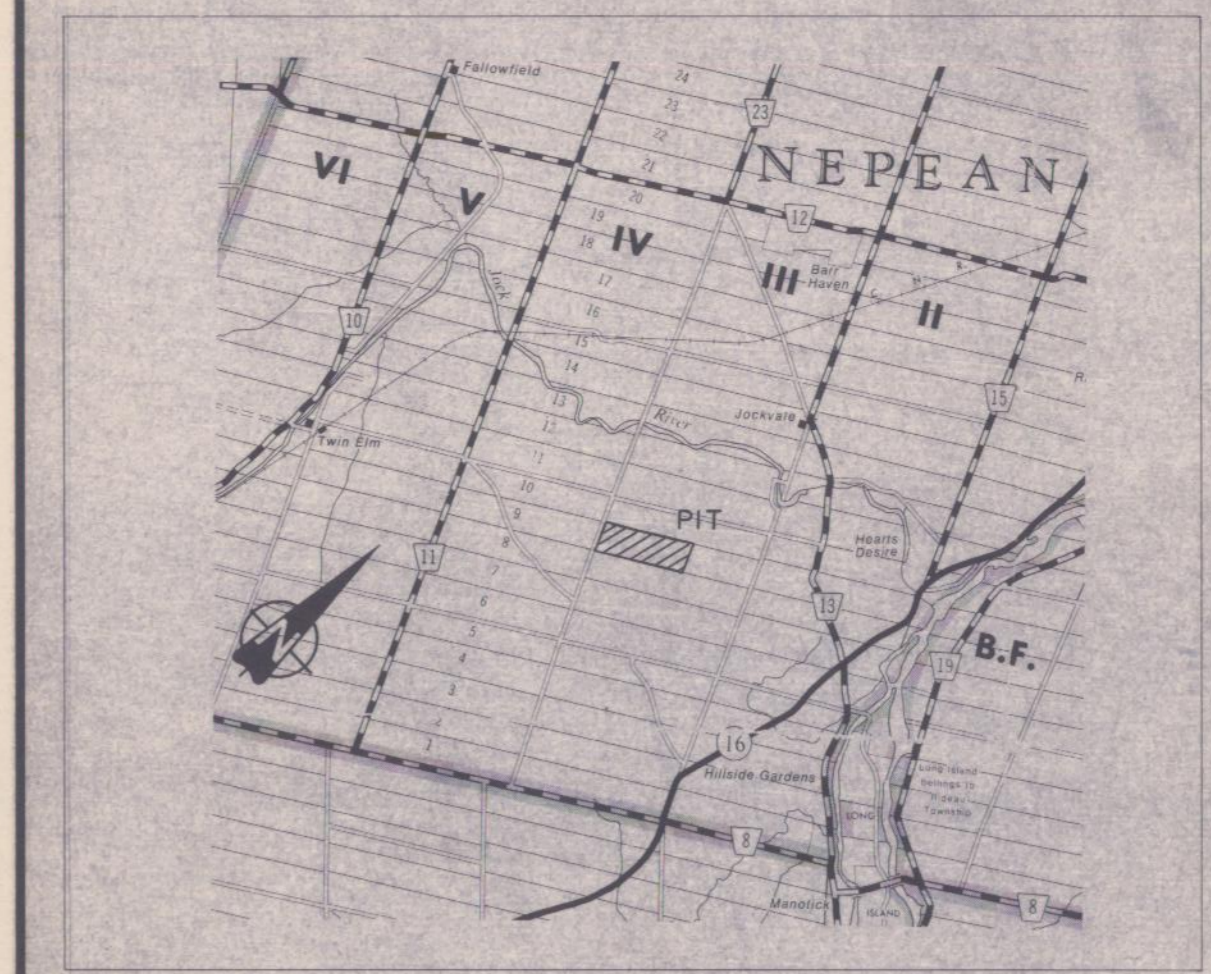 Fallowfield
24
23
23
22
21
NEPEAN
VI
V
20
12
19
IV
18
III
Barr
Haven
C. N. R.
Jock
17
II
10
16
15
14
R.
15
13
River
Jockvale
12
Twin Elm
11
10
9
PIT
Hearts
Desire
8
11
7
13
6
5
B.F.
19
4
3
2
1
16
Hillside Gardens
Long Island
belongs to
Rideau
Township
LONG
8
Manotick
ISLAND
8